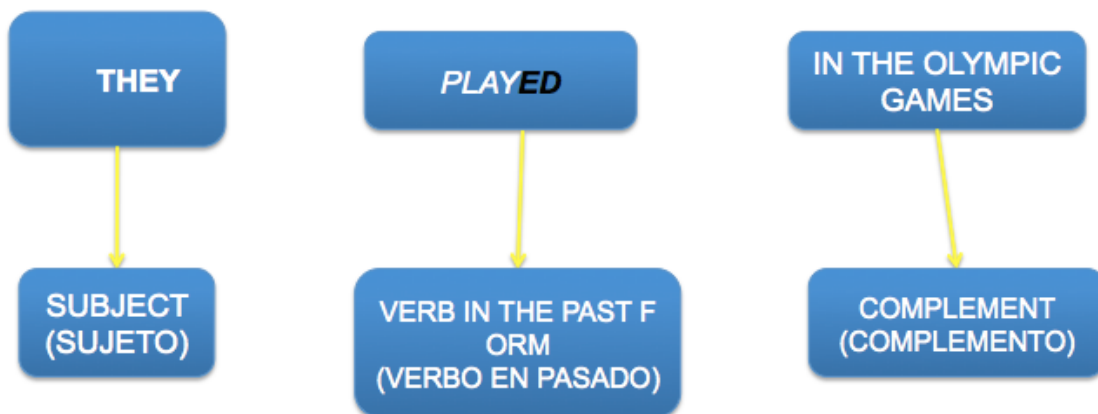 THEY
PLAYED
IN THE OLYMPIC
GAMES
SUBJECT
(SUJETO)
VERB IN THE PAST F
ORM
(VERBO EN PASADO)
COMPLEMENT
(COMPLEMENTO)